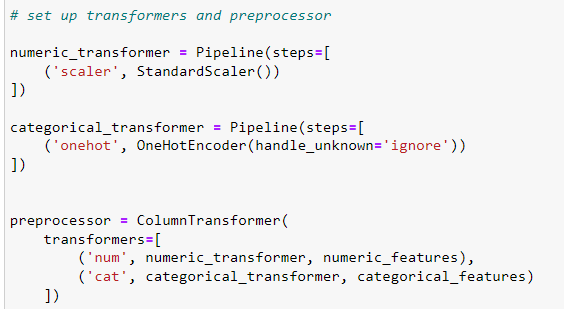 # set up transformers and preprocessor
numeric_transformer = Pipeline(steps=[
    ('scaler', StandardScaler())
])
categorical_transformer = Pipeline(steps=[
    ('onehot', OneHotEncoder(handle_unknown='ignore'))
])
preprocessor = ColumnTransformer(
    transformers=[
        ('num', numeric_transformer, numeric_features),
        ('cat', categorical_transformer, categorical_features)
    ])